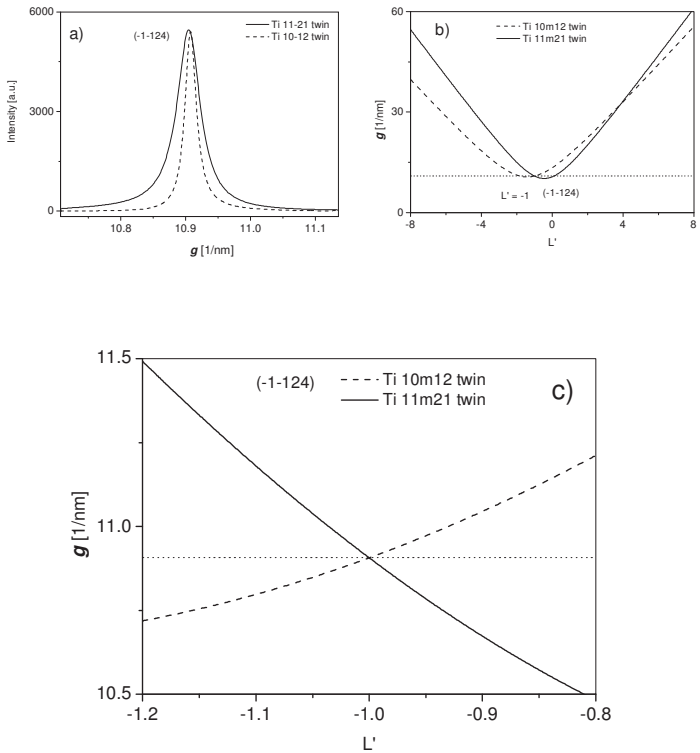 a)
(-1-124)
Ti 11-21 twin
Ti 10-12 twin
Intensity [a.u.]
6000
3000
0
10.8
10.9
11.0
11.1
g [1/nm]
b)
Ti 10m12 twin
Ti 11m21 twin
g [1/nm]
60
30
0
L' = -1
(-1-124)
-8
-4
0
4
8
L'
c)
(-1-124)
Ti 10m12 twin
Ti 11m21 twin
g [1/nm]
11.5
11.0
10.5
-1.2
-1.1
-1.0
-0.9
-0.8
L'